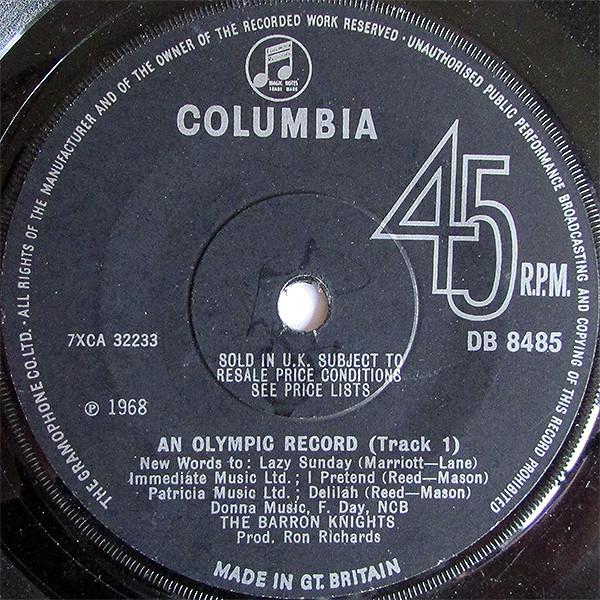 THE GRAMOPHONE CO.LTD. · ALL RIGHTS OF THE MANUFACTURER AND OF THE OWNER OF THE RECORDED WORK RESERVED · UNAUTHORISED PUBLIC PERFORMANCE BROADCASTING AND COPYING OF THIS RECORD PROHIBITED
MAGIC NOTES
TRADE MARK
COLUMBIA
45
R.P.M.
7XCA 32233
DB 8485
SOLD IN U.K. SUBJECT TO
RESALE PRICE CONDITIONS
SEE PRICE LISTS
℗ 1968
AN OLYMPIC RECORD (Track 1)
New Words to: Lazy Sunday (Marriott—Lane)
Immediate Music Ltd.; I Pretend (Reed—Mason)
Patricia Music Ltd.; Delilah (Reed—Mason)
Donna Music, F. Day, NCB
THE BARRON KNIGHTS
Prod. Ron Richards
MADE IN GT. BRITAIN